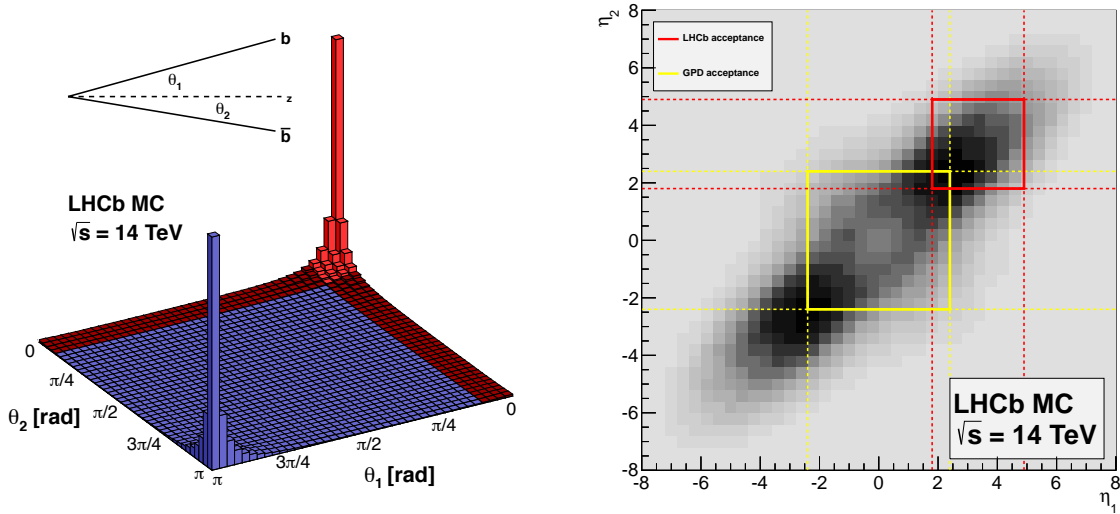 b
θ1
z
θ2
b̅
LHCb MC
√s = 14 TeV
0
π/4
π/2
3π/4
π
θ2 [rad]
π
3π/4
π/2
π/4
0
θ1 [rad]
η2
8
6
4
2
0
-2
-4
-6
-8
LHCb acceptance
GPD acceptance
LHCb MC
√s = 14 TeV
-8 -6 -4 -2 0 2 4 6 8
η1